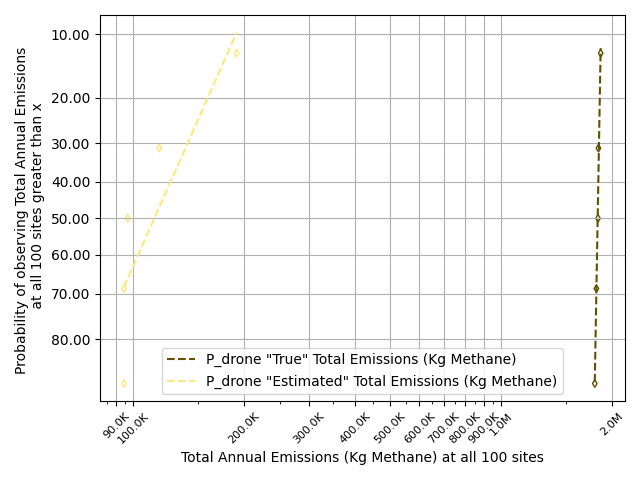 10.00
20.00
30.00
40.00
50.00
60.00
70.00
80.00
Probability of observing Total Annual Emissions
at all 100 sites greater than x
P_drone "True" Total Emissions (Kg Methane)
P_drone "Estimated" Total Emissions (Kg Methane)
90.0K
100.0K
200.0K
300.0K
400.0K
500.0K
600.0K
700.0K
800.0K
900.0K
1.0M
2.0M
Total Annual Emissions (Kg Methane) at all 100 sites